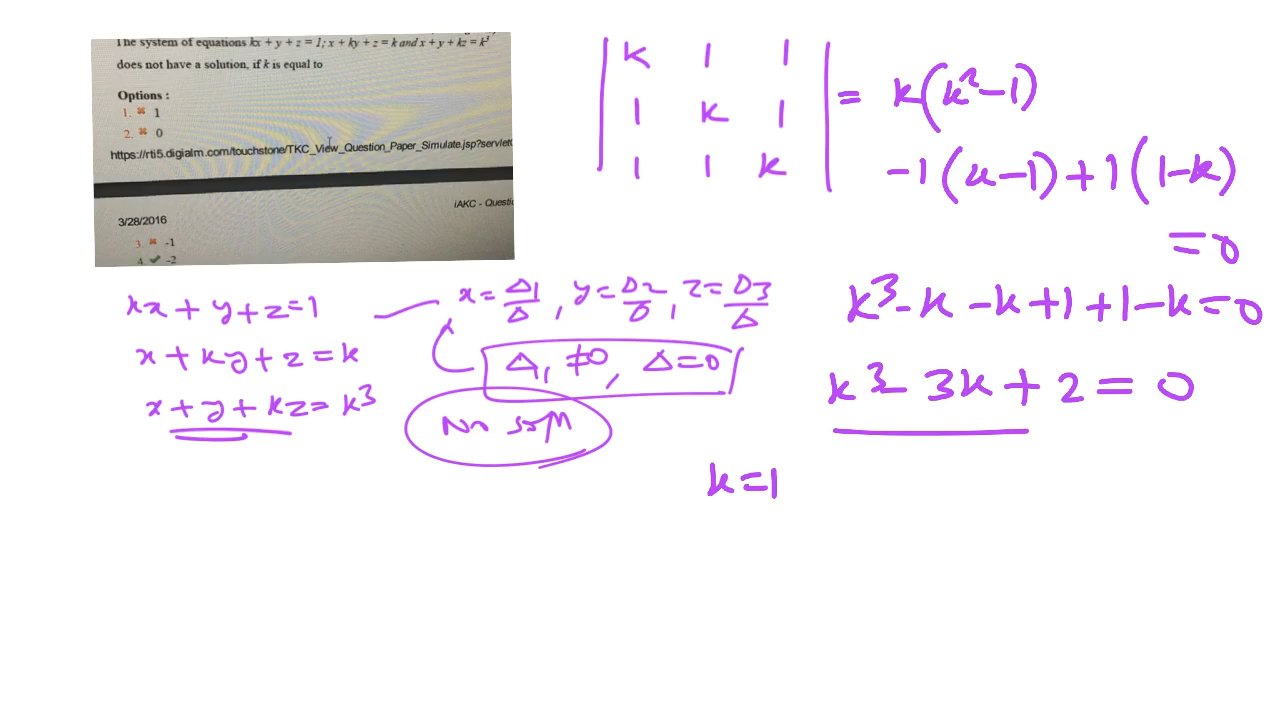 The system of equations kx + y + z = 1; x + ky + z = k and x + y + kz = k³
does not have a solution, if k is equal to
Options :
1. ✖ 1
2. ✖ 0
https://rti5.digialm.com/touchstone/TKC_View_Question_Paper_Simulate.jsp?servlet
iAKC - Questi
3/28/2016
3. ✖ -1
4. ✔ -2
kx + y + z = 1
x + ky + z = k
x + y + kz = k³
x = Δ1/Δ , y = Δ2/Δ , z = Δ3/Δ
Δ1 ≠ 0 , Δ = 0
No solⁿ
| k 1 1 |
| 1 k 1 |
| 1 1 k |
= k(k² - 1)
-1(k - 1) + 1(1 - k)
= 0
k³ - k - k + 1 + 1 - k = 0
k³ - 3k + 2 = 0
k = 1